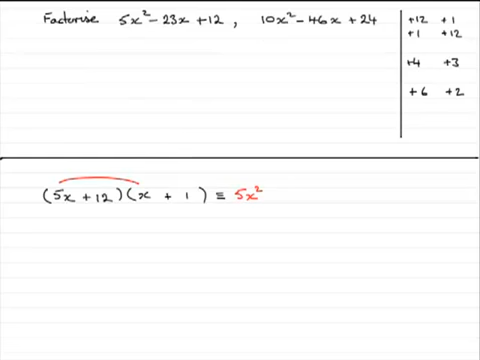 Factorise 5x² - 23x + 12 , 10x² - 46x + 24
+12 +1
+1 +12
+4 +3
+6 +2
(5x + 12)(x + 1) ≡ 5x²